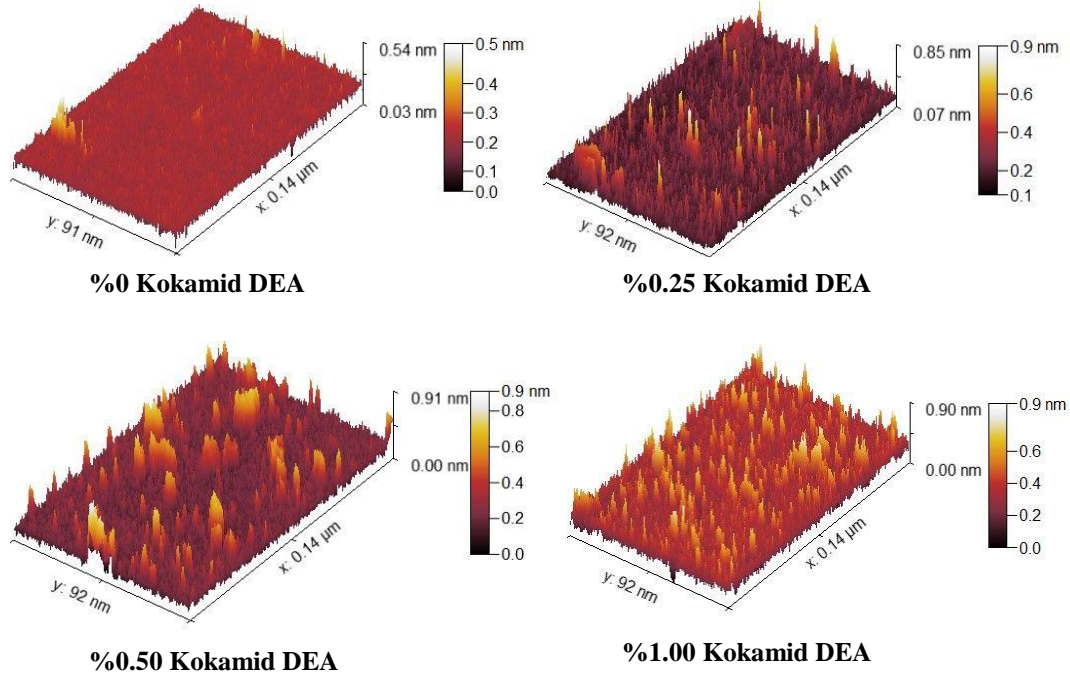 0.54 nm
0.03 nm
0.5 nm
0.4
0.3
0.2
0.1
0.0
x: 0.14 µm
y: 91 nm
%0 Kokamid DEA
0.85 nm
0.07 nm
0.9 nm
0.6
0.4
0.2
0.1
x: 0.14 µm
y: 92 nm
%0.25 Kokamid DEA
0.91 nm
0.00 nm
0.9 nm
0.8
0.6
0.4
0.2
0.0
x: 0.14 µm
y: 92 nm
%0.50 Kokamid DEA
0.90 nm
0.00 nm
0.9 nm
0.6
0.4
0.2
0.0
x: 0.14 µm
y: 92 nm
%1.00 Kokamid DEA